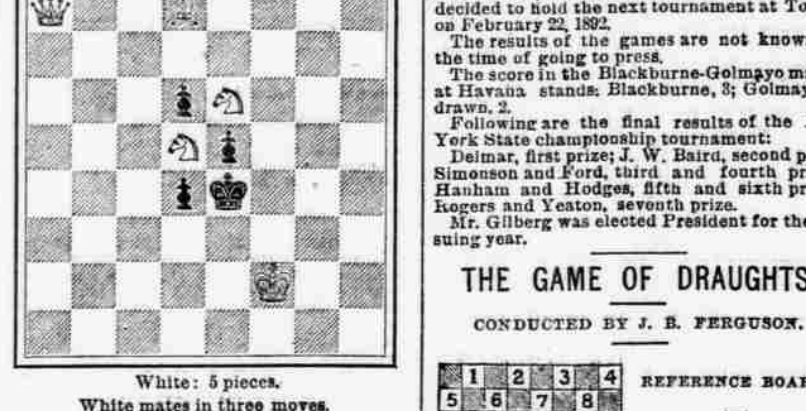 White: 5 pieces.
White mates in three moves.
decided to hold the next tournament at To
on February 22, 1892.
The results of the games are not know
the time of going to press.
The score in the Blackburne-Golmayo m
at Havana stands: Blackburne, 3; Golmay
drawn, 2.
Following are the final results of the
York State championship tournament:
Delmar, first prize; J. W. Baird, second p
Simonson and Ford, third and fourth pr
Hanham and Hodges, fifth and sixth pr
Rogers and Yeaton, seventh prize.
Mr. Gilberg was elected President for the
suing year.
THE GAME OF DRAUGHTS
CONDUCTED BY J. B. FERGUSON.
1 2 3 4
5 6 7 8
REFERENCE BOAR